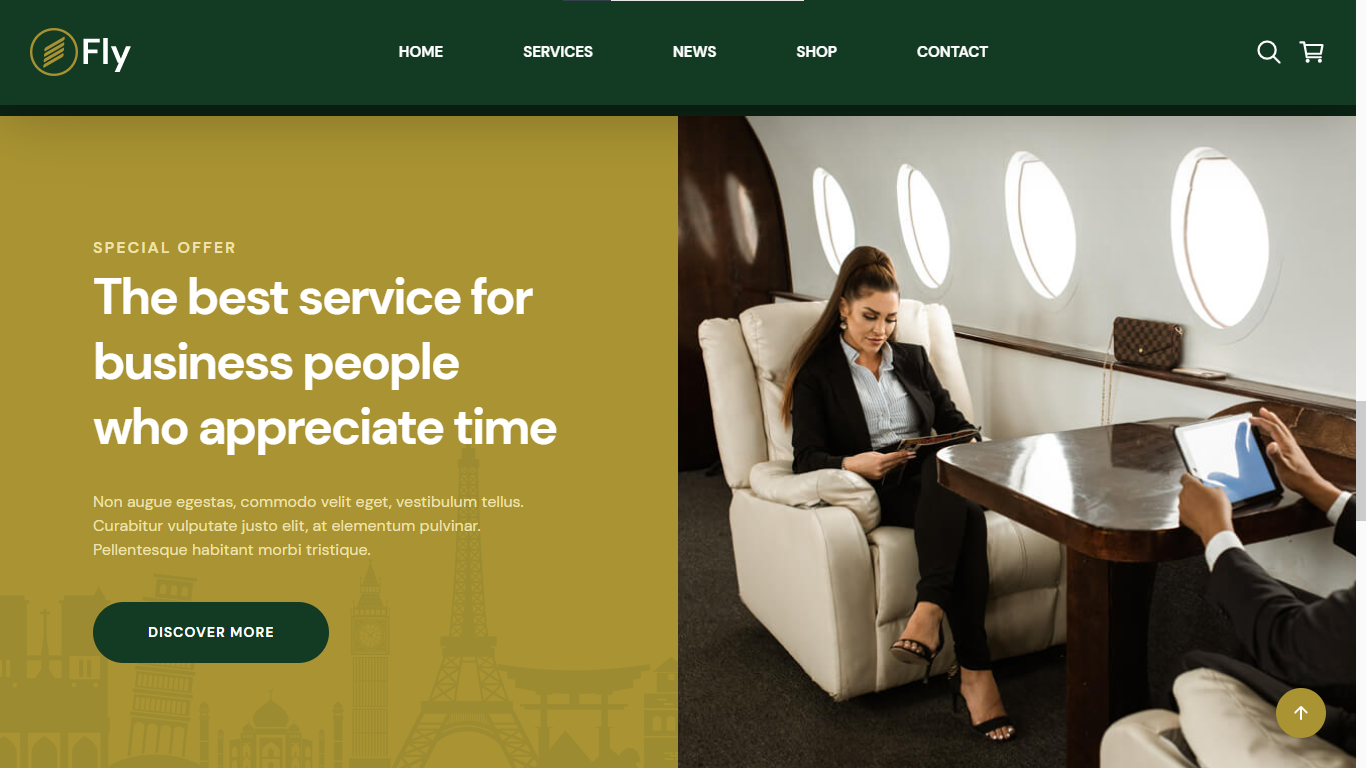 Fly
HOME
SERVICES
NEWS
SHOP
CONTACT
SPECIAL OFFER
The best service for
business people
who appreciate time
Non augue egestas, commodo velit eget, vestibulum tellus.
Curabitur vulputate justo elit, at elementum pulvinar.
Pellentesque habitant morbi tristique.
DISCOVER MORE